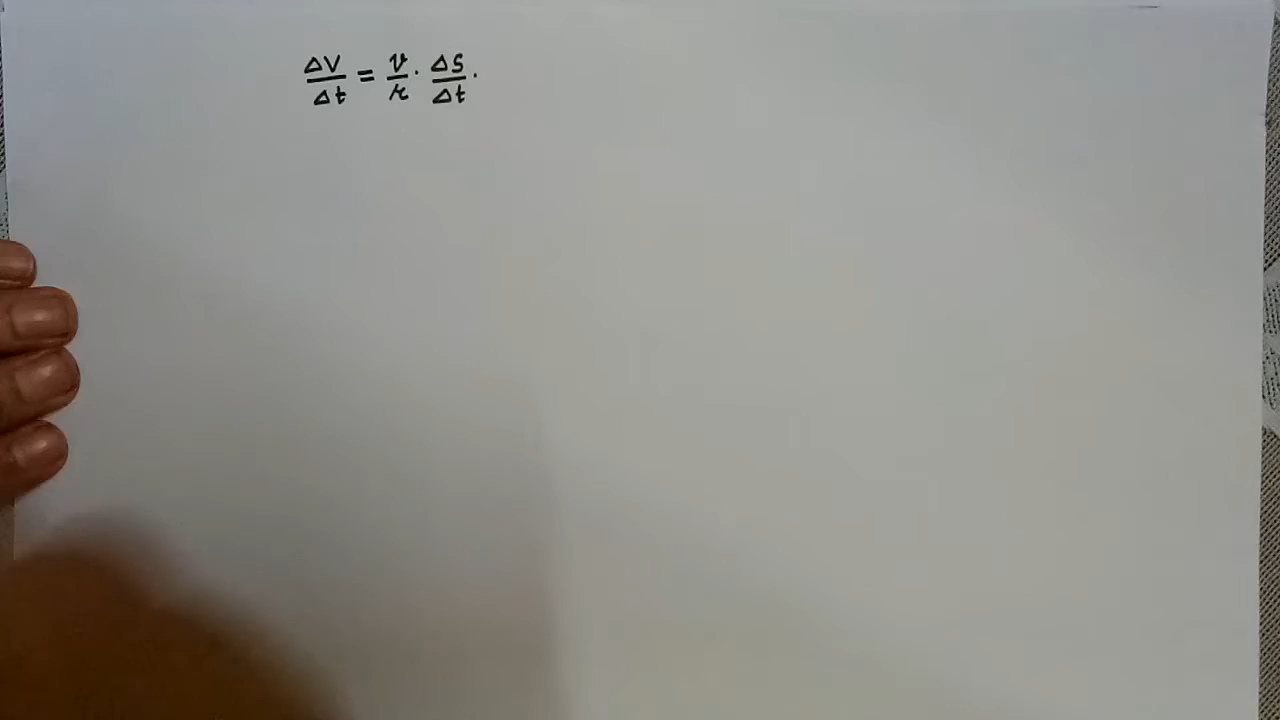 ΔV/Δt = v/r · ΔS/Δt.